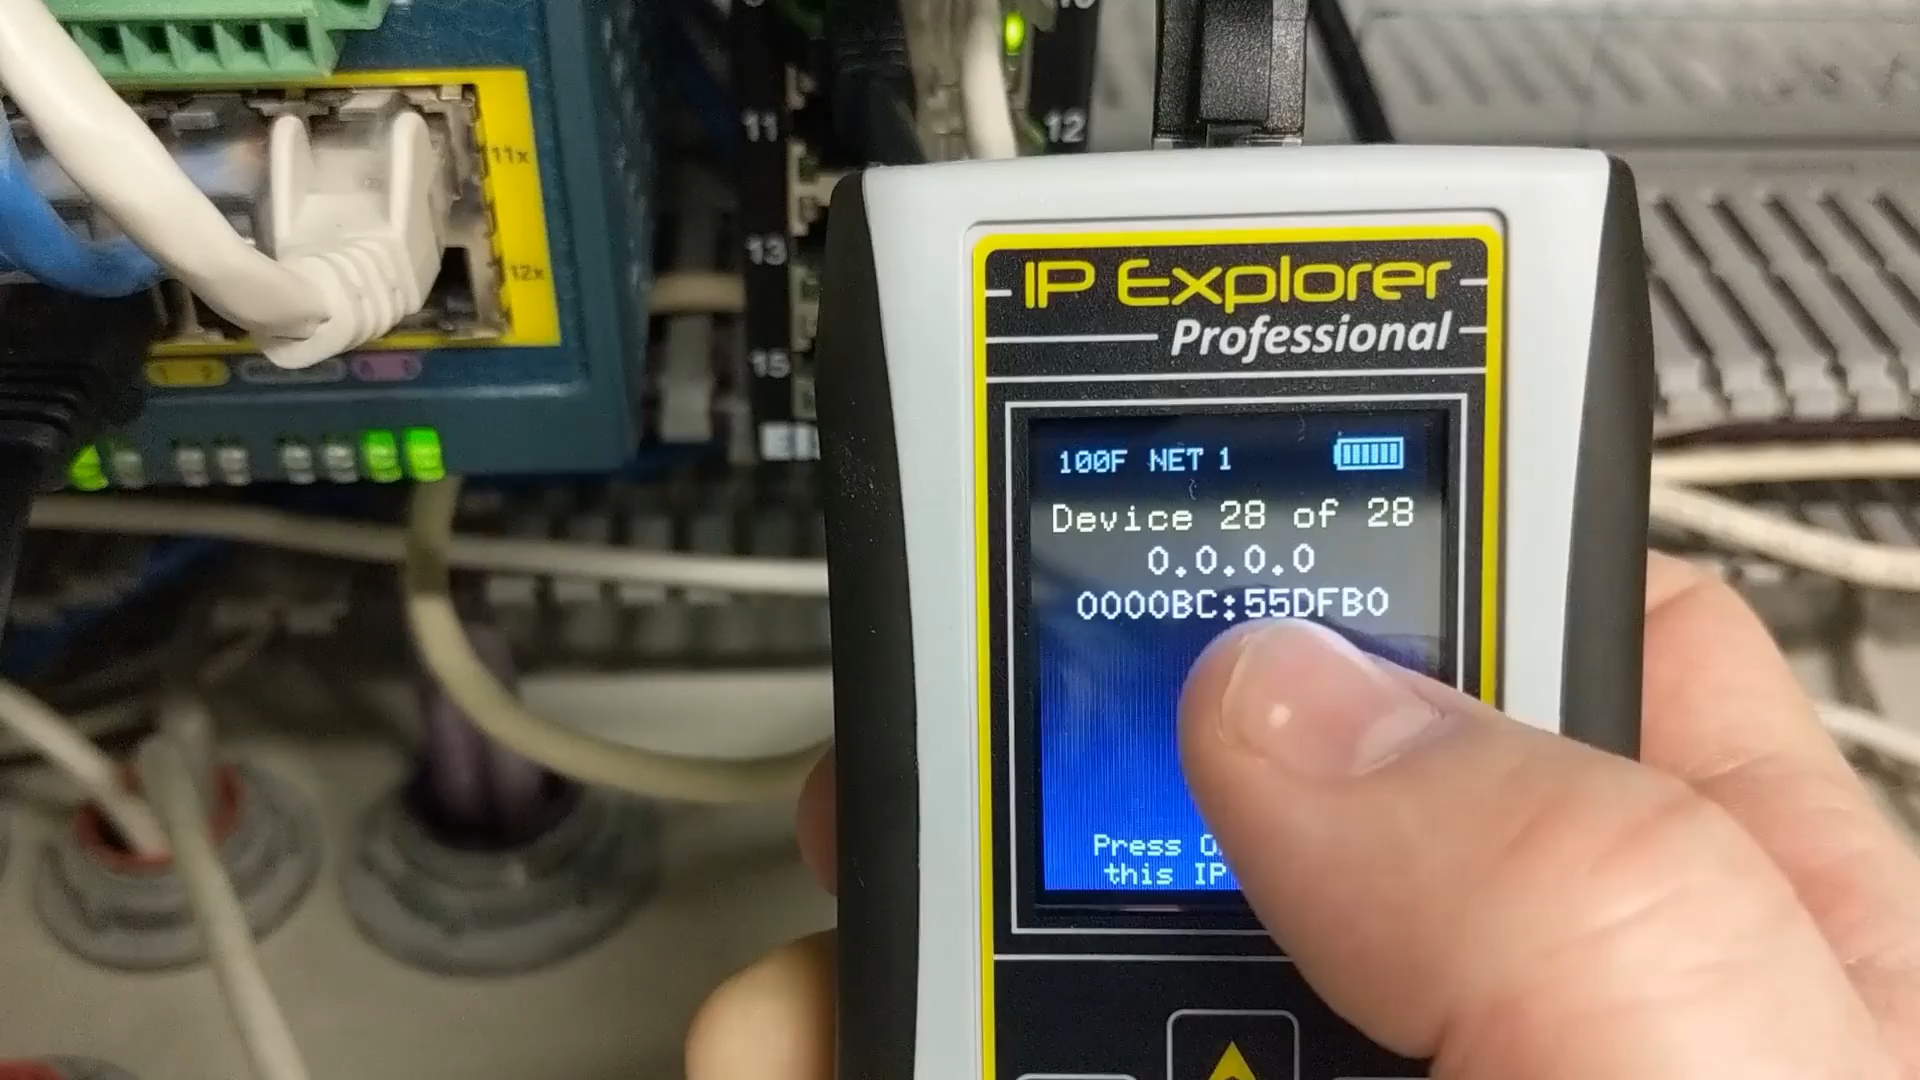 11
12
11x
13
12x
15
IP Explorer
Professional
100F NET 1
Device 28 of 28
0.0.0.0
0000BC:55DFB0
Press
this IP